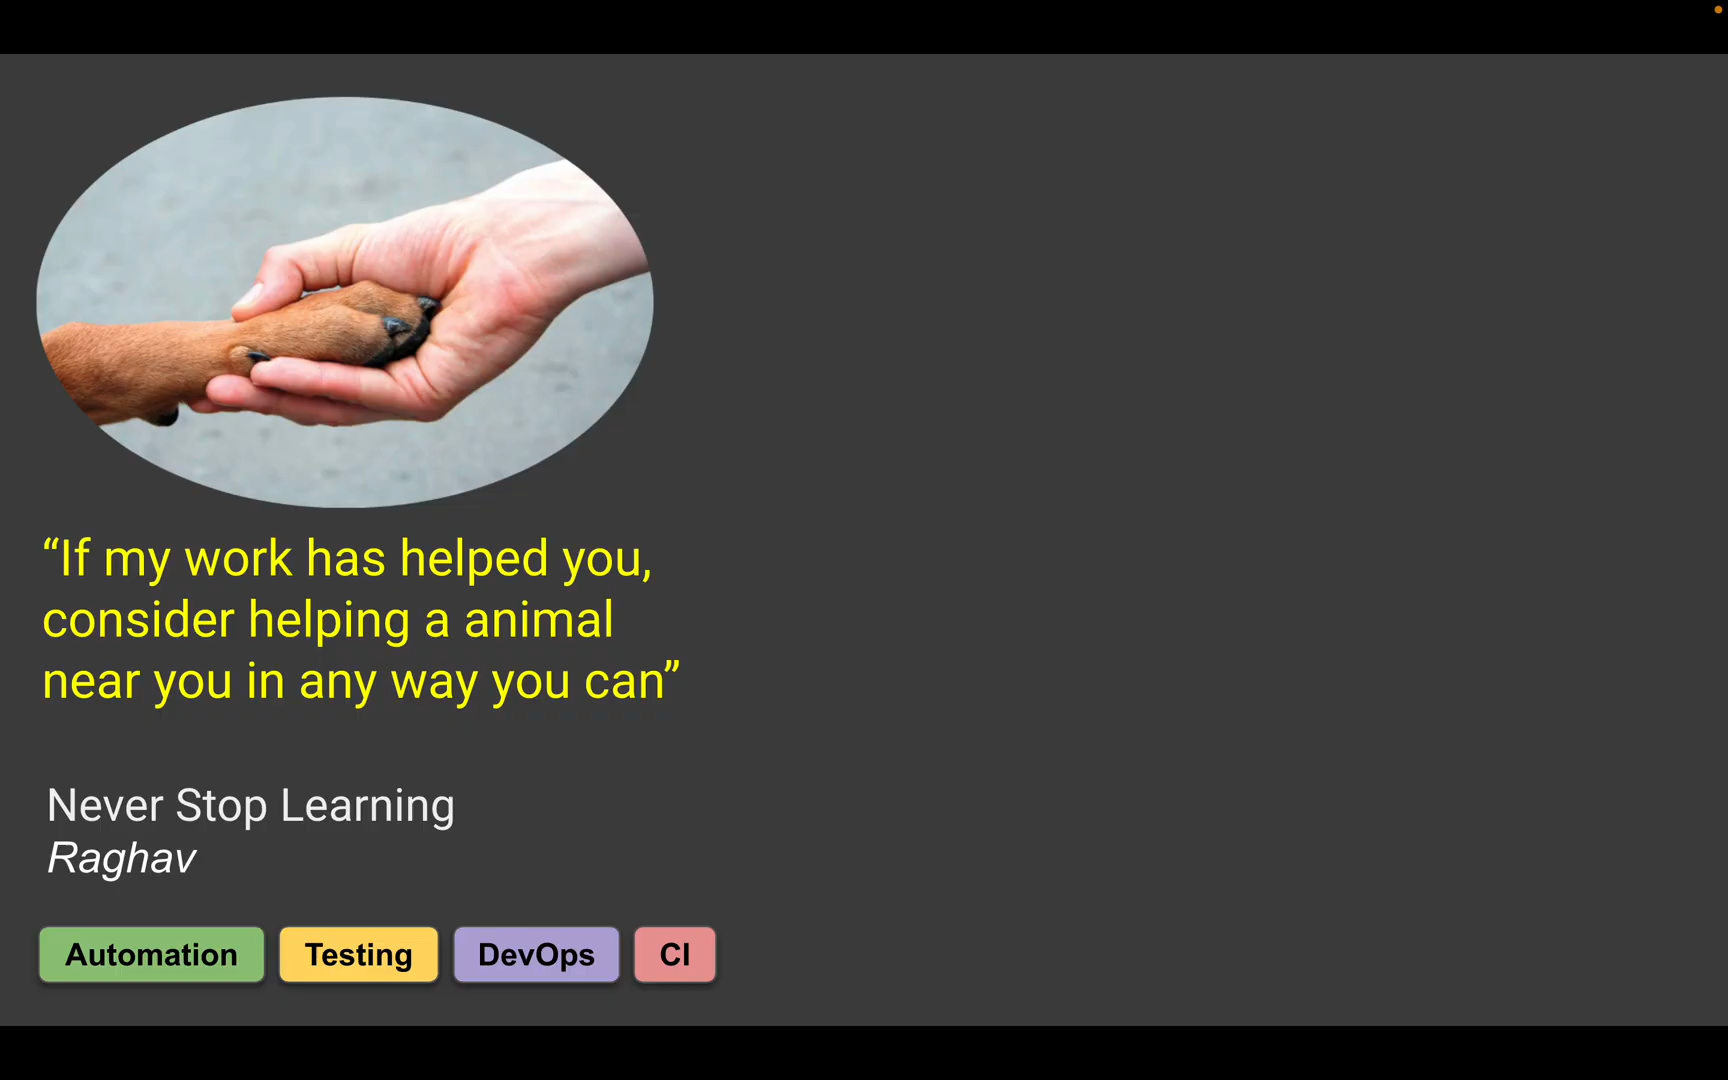 “If my work has helped you,
consider helping a animal
near you in any way you can”
Never Stop Learning
Raghav
Automation Testing DevOps CI